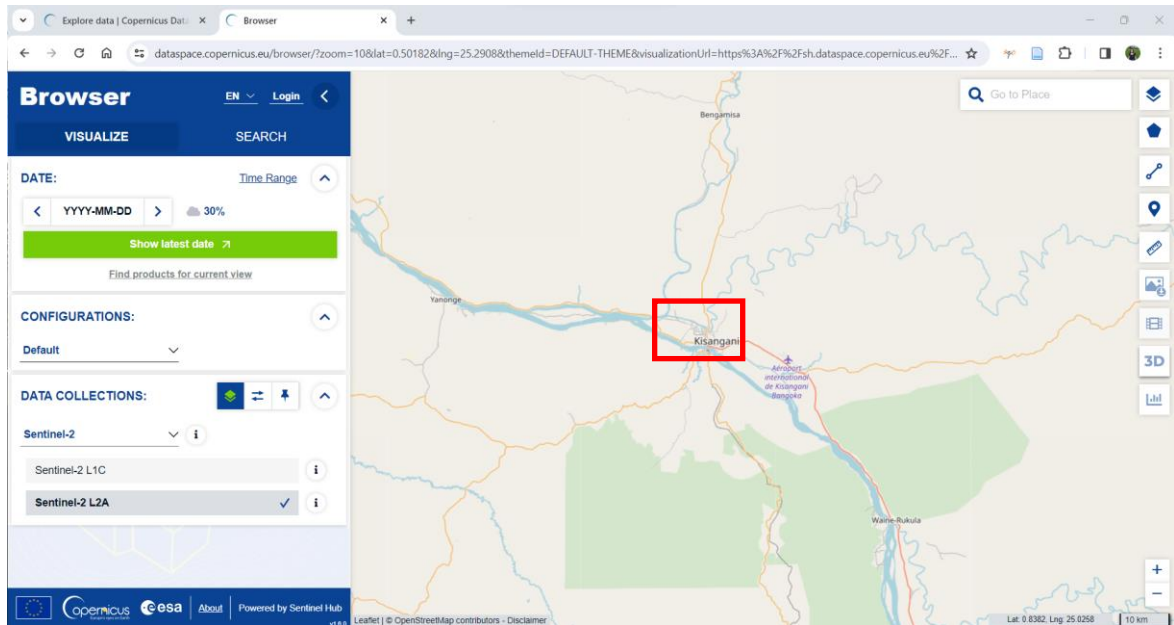 Explore data | Copernicus Dat
Browser
dataspace.copernicus.eu/browser/?zoom=10&lat=0.50182&lng=25.2908&themeId=DEFAULT-THEME&visualizationUrl=https%3A%2F%2Fsh.dataspace.copernicus.eu%2F...
Browser
EN
Login
VISUALIZE
SEARCH
DATE:
Time Range
YYYY-MM-DD
30%
Show latest date
Find products for current view
CONFIGURATIONS:
Default
DATA COLLECTIONS:
Sentinel-2
Sentinel-2 L1C
Sentinel-2 L2A
opernicus
esa
About
Powered by Sentinel Hub
Go to Place
Bengamisa
Yanonge
Kisangani
Aéroport
international
de Kisangani
Bangoka
Wanie-Rukula
3D
Leaflet | © OpenStreetMap contributors - Disclaimer
Lat: 0.8382, Lng: 25.0258
10 km